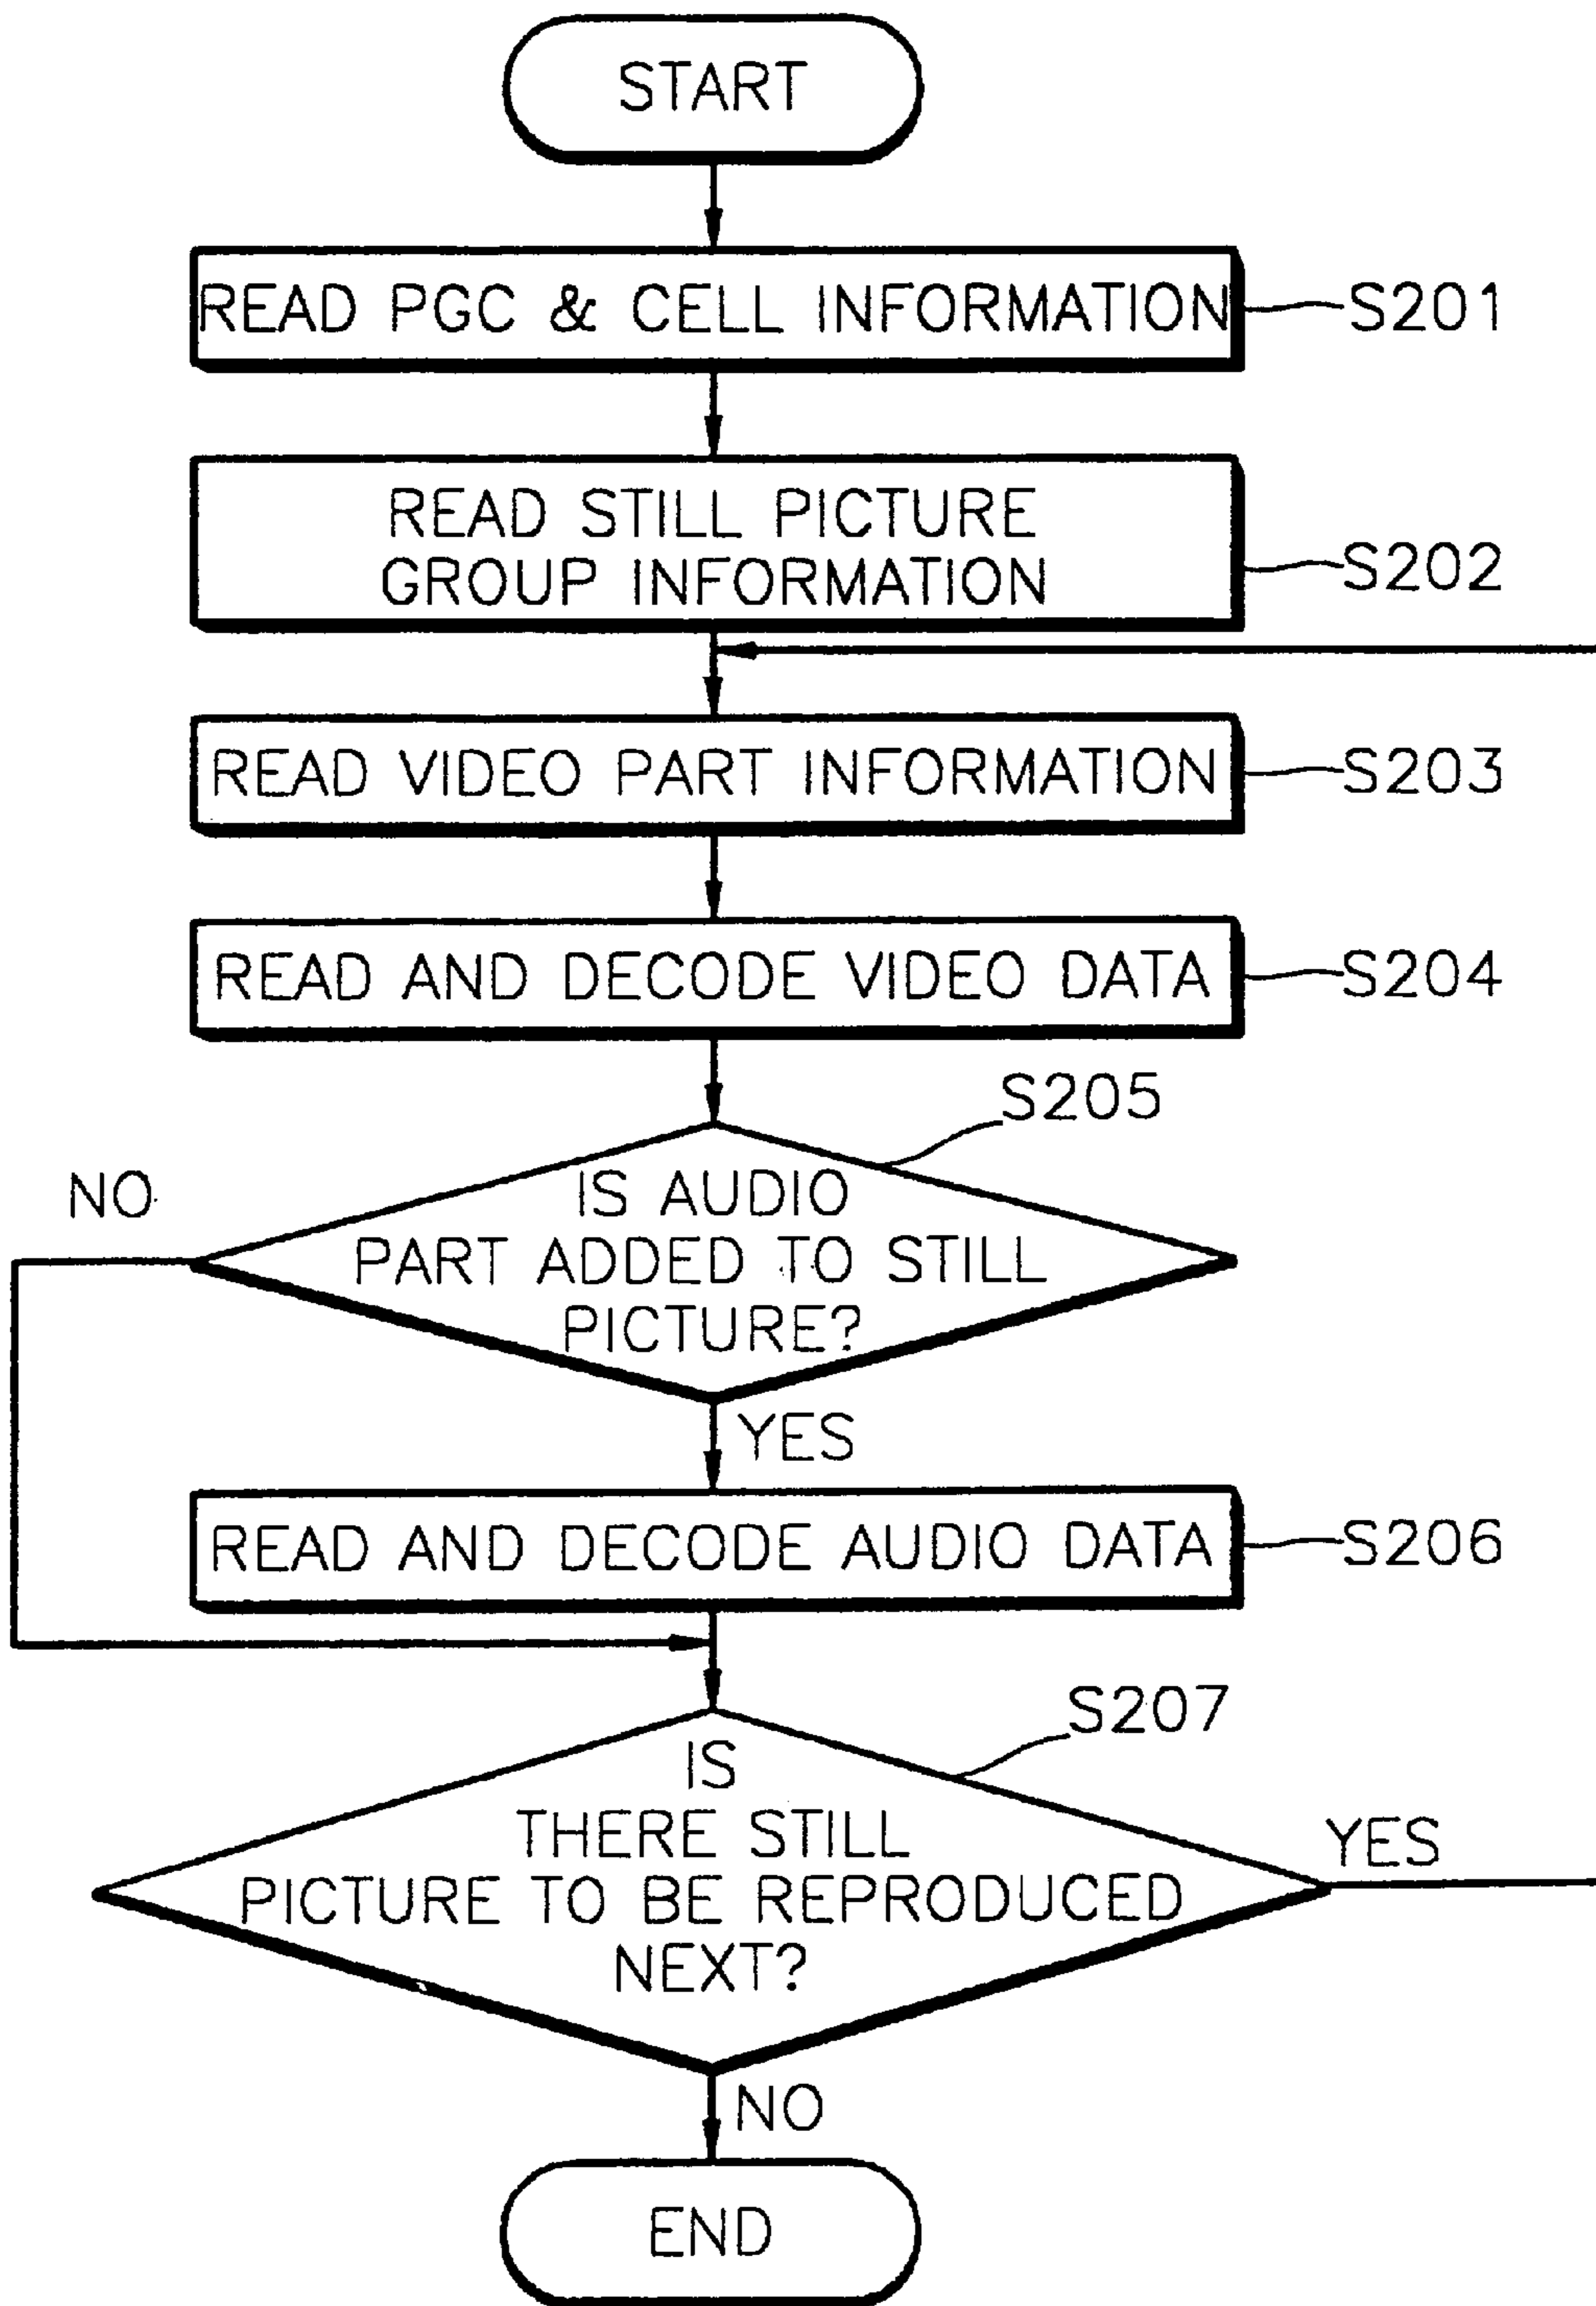 START
READ PGC & CELL INFORMATION
S201
READ STILL PICTURE
GROUP INFORMATION
S202
READ VIDEO PART INFORMATION
S203
READ AND DECODE VIDEO DATA
S204
S205
NO
IS AUDIO
PART ADDED TO STILL
PICTURE?
YES
READ AND DECODE AUDIO DATA
S206
S207
IS
THERE STILL
PICTURE TO BE REPRODUCED
NEXT?
YES
NO
END